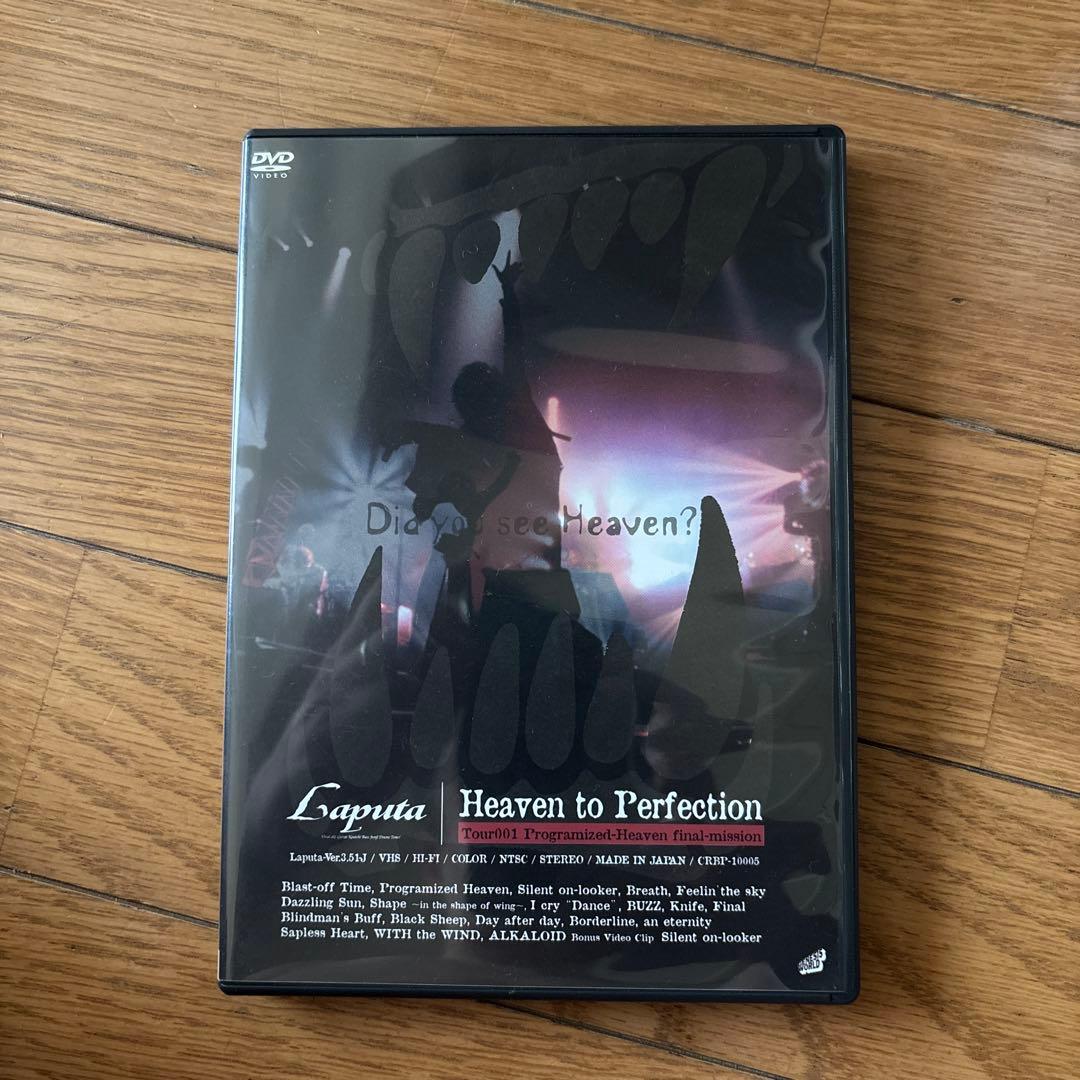 DVD
VIDEO
Did you see Heaven?
Laputa
Heaven to Perfection
Tour001 Programized-Heaven final-mission
Laputa-Ver.3.51-J / VHS / HI-FI / COLOR / NTSC / STEREO / MADE IN JAPAN / CRBP-10005
Blast-off Time, Programized Heaven, Silent on-looker, Breath, Feelin' the sky
Dazzling Sun, Shape ~in the shape of wing~, I cry "Dance", BUZZ, Knife, Final
Blindman's Buff, Black Sheep, Day after day, Borderline, an eternity
Sapless Heart, WITH the WIND, ALKALOID Bonus Video Clip Silent on-looker
GENESIS
WORLD